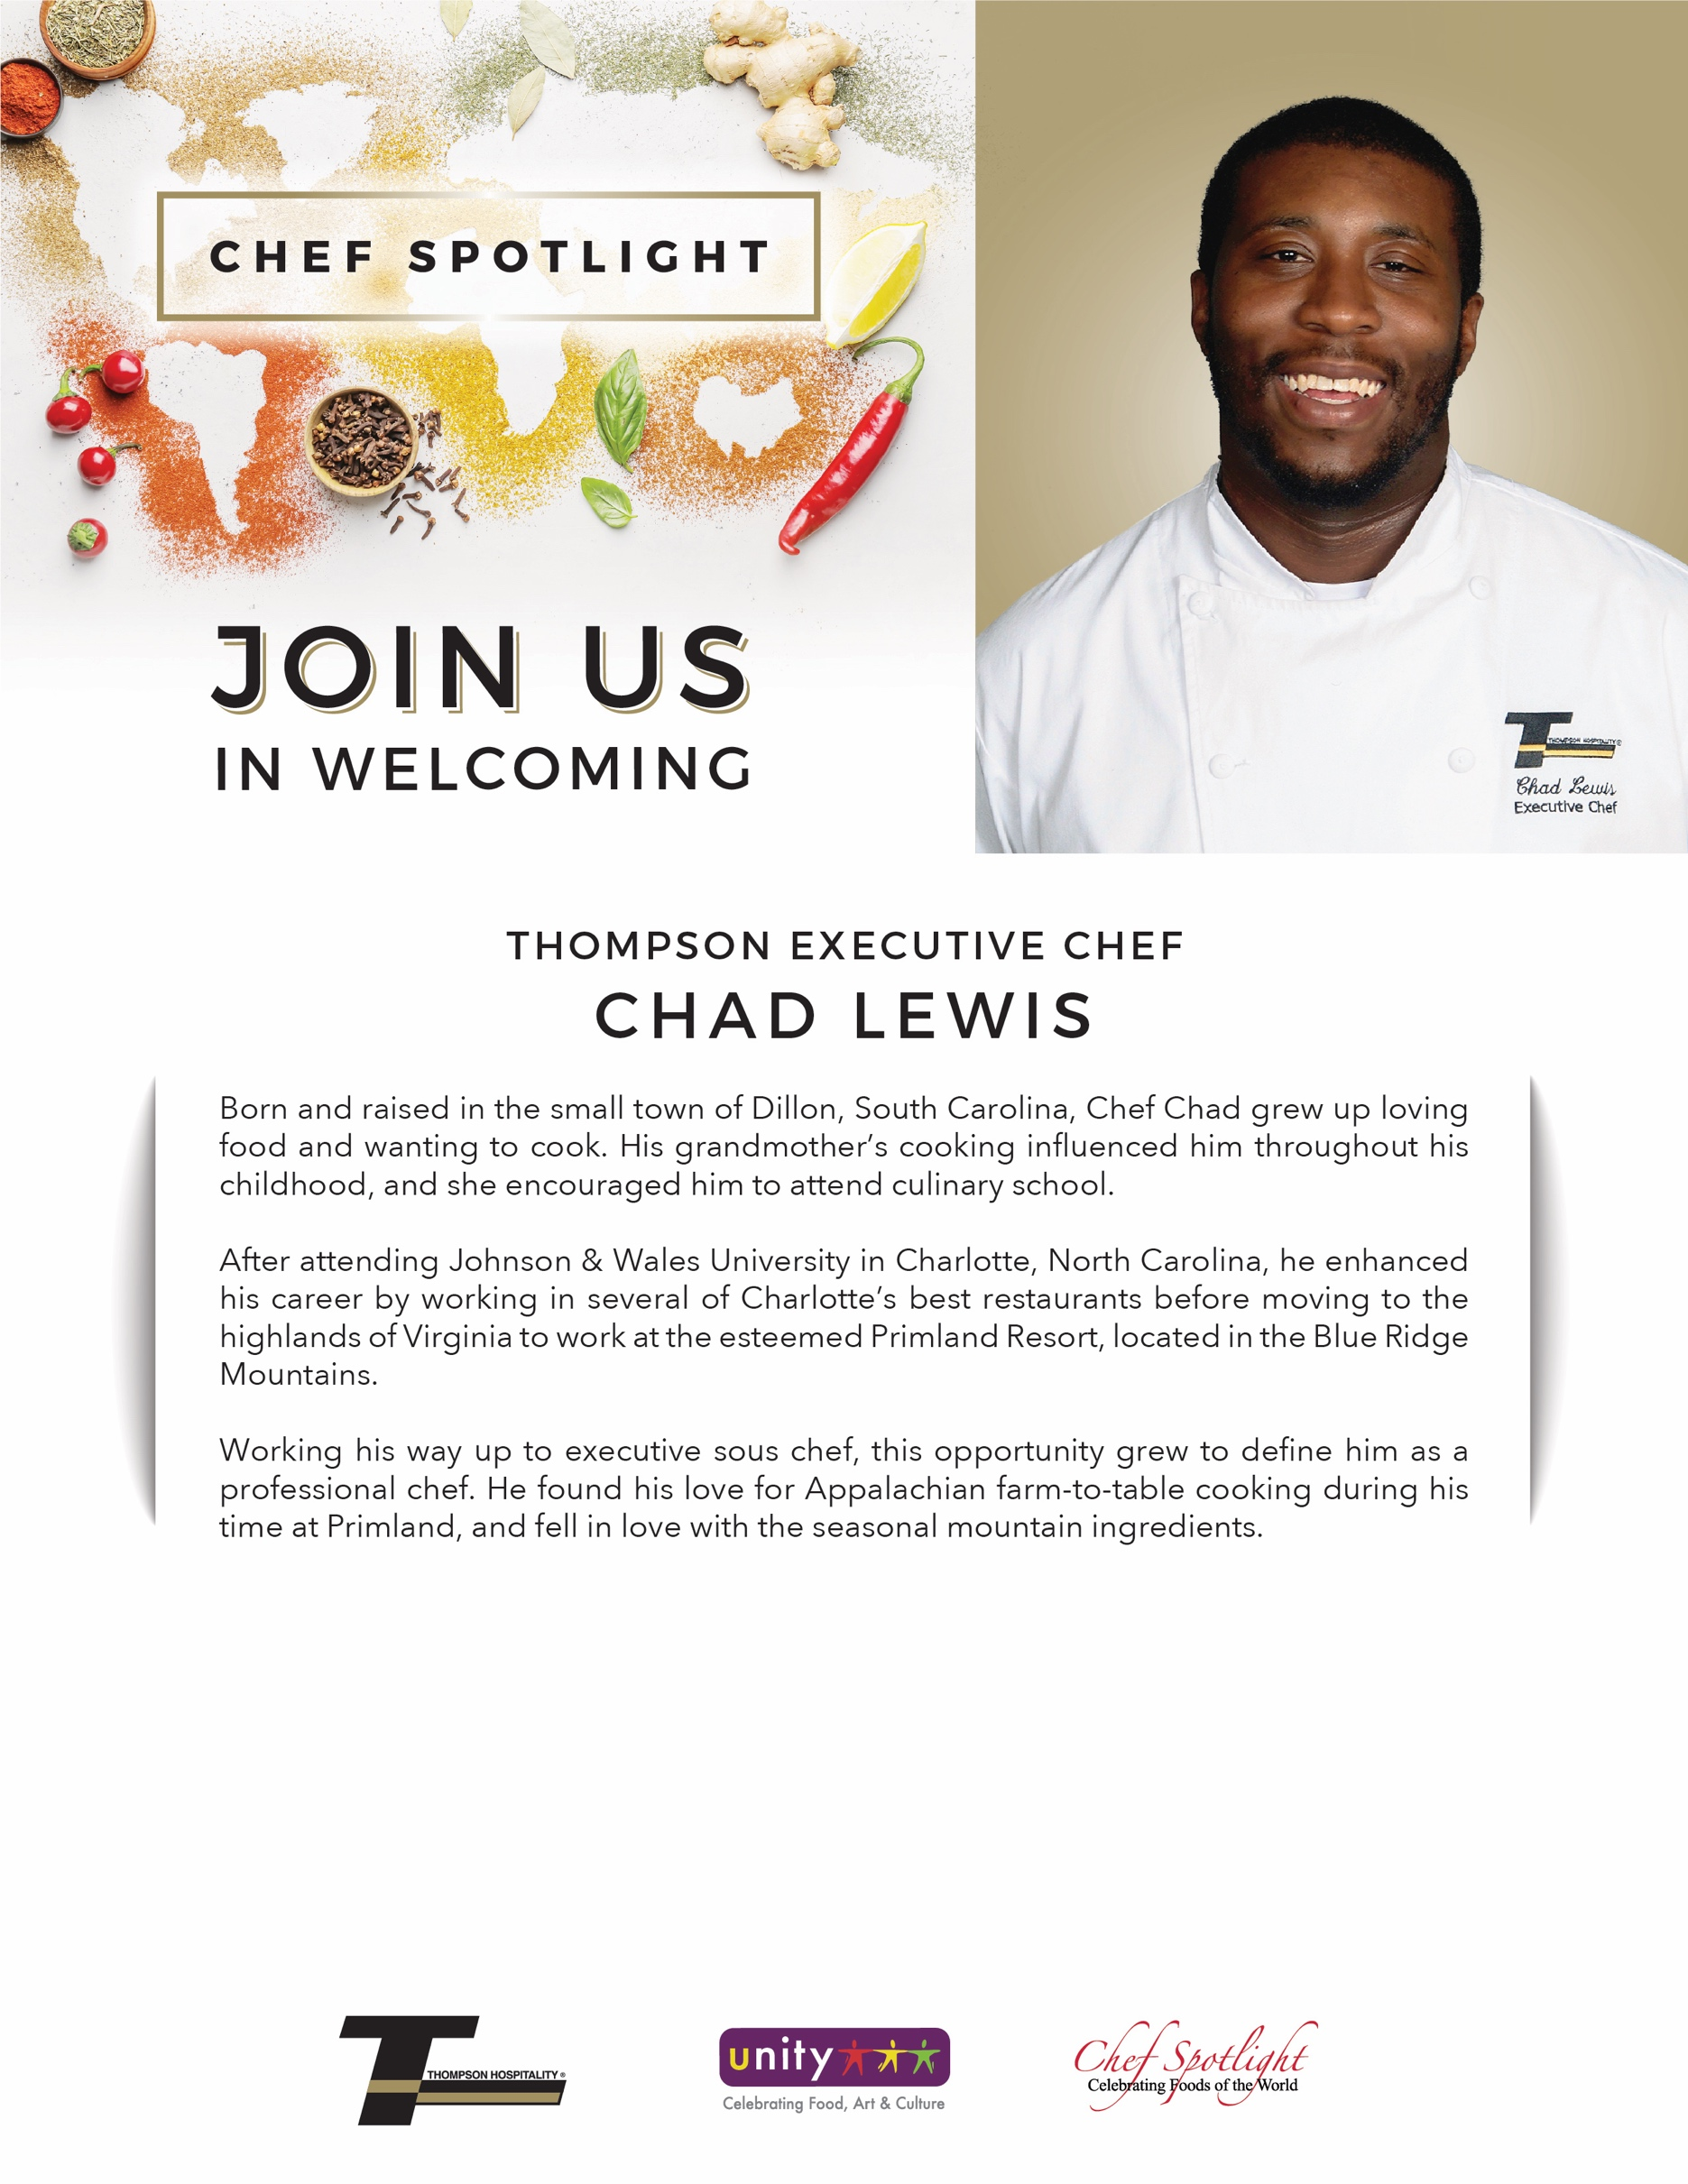 CHEF SPOTLIGHT
JOIN US
IN WELCOMING
THOMPSON HOSPITALITY®
Chad Lewis
Executive Chef
THOMPSON EXECUTIVE CHEF
CHAD LEWIS
Born and raised in the small town of Dillon, South Carolina, Chef Chad grew up loving
food and wanting to cook. His grandmother’s cooking influenced him throughout his
childhood, and she encouraged him to attend culinary school.
After attending Johnson & Wales University in Charlotte, North Carolina, he enhanced
his career by working in several of Charlotte’s best restaurants before moving to the
highlands of Virginia to work at the esteemed Primland Resort, located in the Blue Ridge
Mountains.
Working his way up to executive sous chef, this opportunity grew to define him as a
professional chef. He found his love for Appalachian farm-to-table cooking during his
time at Primland, and fell in love with the seasonal mountain ingredients.
THOMPSON HOSPITALITY®
unity
Celebrating Food, Art & Culture
Chef Spotlight
Celebrating Foods of the World